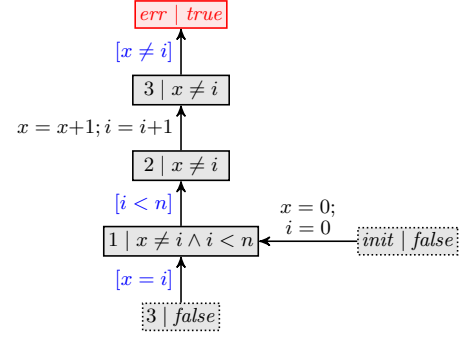 err | true
[x ≠ i]
3 | x ≠ i
x = x+1; i = i+1
2 | x ≠ i
[i < n]
x = 0;
i = 0
1 | x ≠ i ∧ i < n
init | false
[x = i]
3 | false